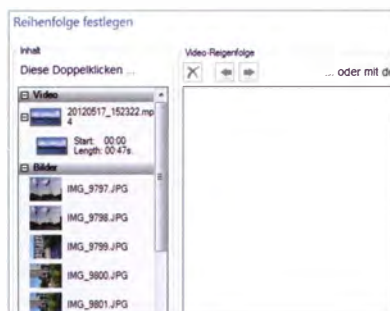 Reihenfolge festlegen
Inhalt
Diese Doppelklicken ...
Video
20120517_152322.mp
4
Start: 00:00
Length: 00:47s.
Bilder
IMG_9797.JPG
IMG_9798.JPG
IMG_9799.JPG
IMG_9800.JPG
IMG_9801.JPG
Video-Reigenfolge
... oder mit de